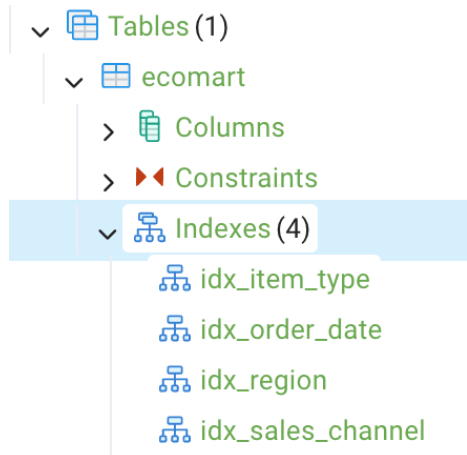 Tables (1)
ecomart
Columns
Constraints
Indexes (4)
idx_item_type
idx_order_date
idx_region
idx_sales_channel